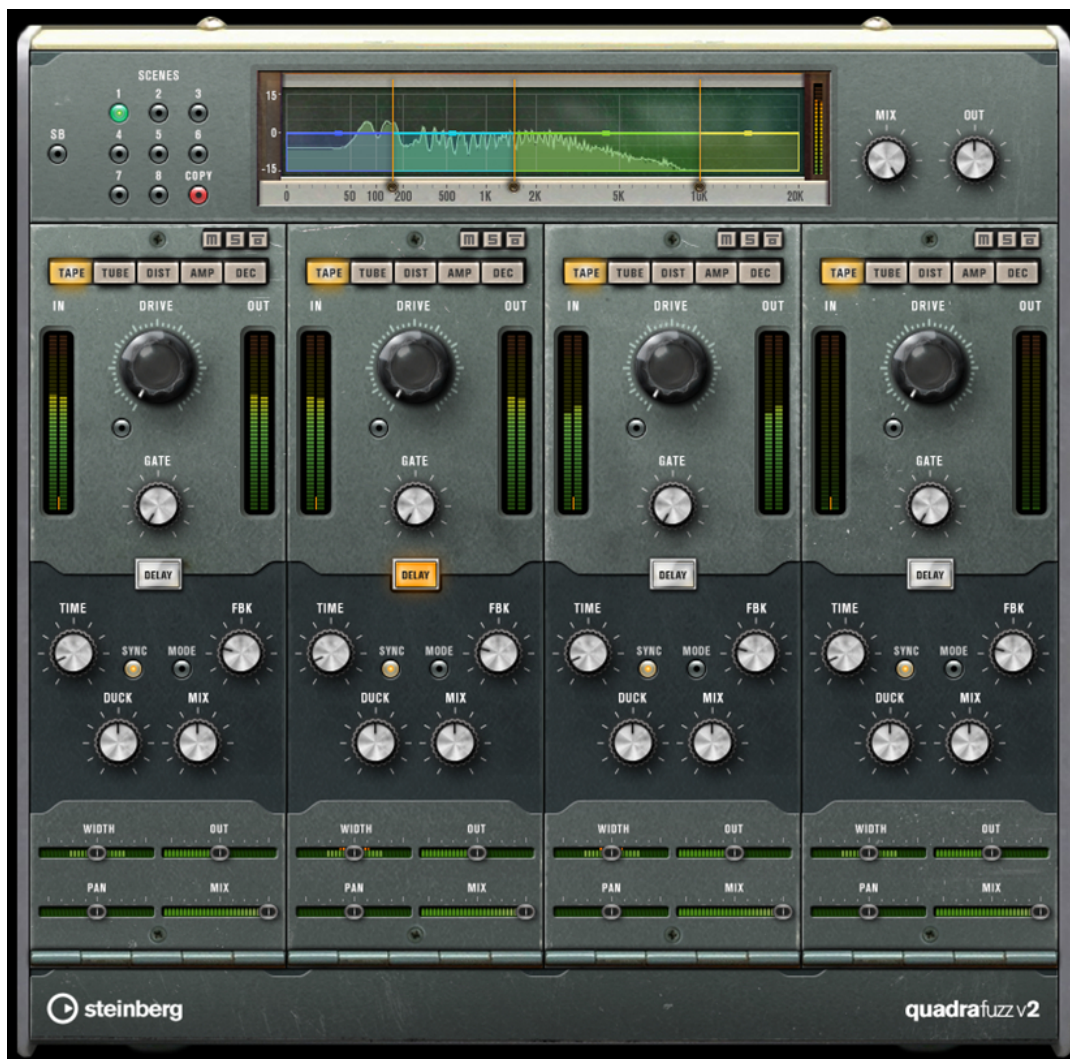 SCENES
1 2 3
SB 4 5 6
7 8 COPY
15
0
-15
0 50 100 200 500 1K 2K 5K 10K 20K
MIX OUT
M S
TAPE TUBE DIST AMP DEC
IN DRIVE OUT
GATE
DELAY
TIME FBK
SYNC MODE
DUCK MIX
WIDTH OUT
PAN MIX
M S
TAPE TUBE DIST AMP DEC
IN DRIVE OUT
GATE
DELAY
TIME FBK
SYNC MODE
DUCK MIX
WIDTH OUT
PAN MIX
M S
TAPE TUBE DIST AMP DEC
IN DRIVE OUT
GATE
DELAY
TIME FBK
SYNC MODE
DUCK MIX
WIDTH OUT
PAN MIX
M S
TAPE TUBE DIST AMP DEC
IN DRIVE OUT
GATE
DELAY
TIME FBK
SYNC MODE
DUCK MIX
WIDTH OUT
PAN MIX
steinberg
quadrafuzz v2